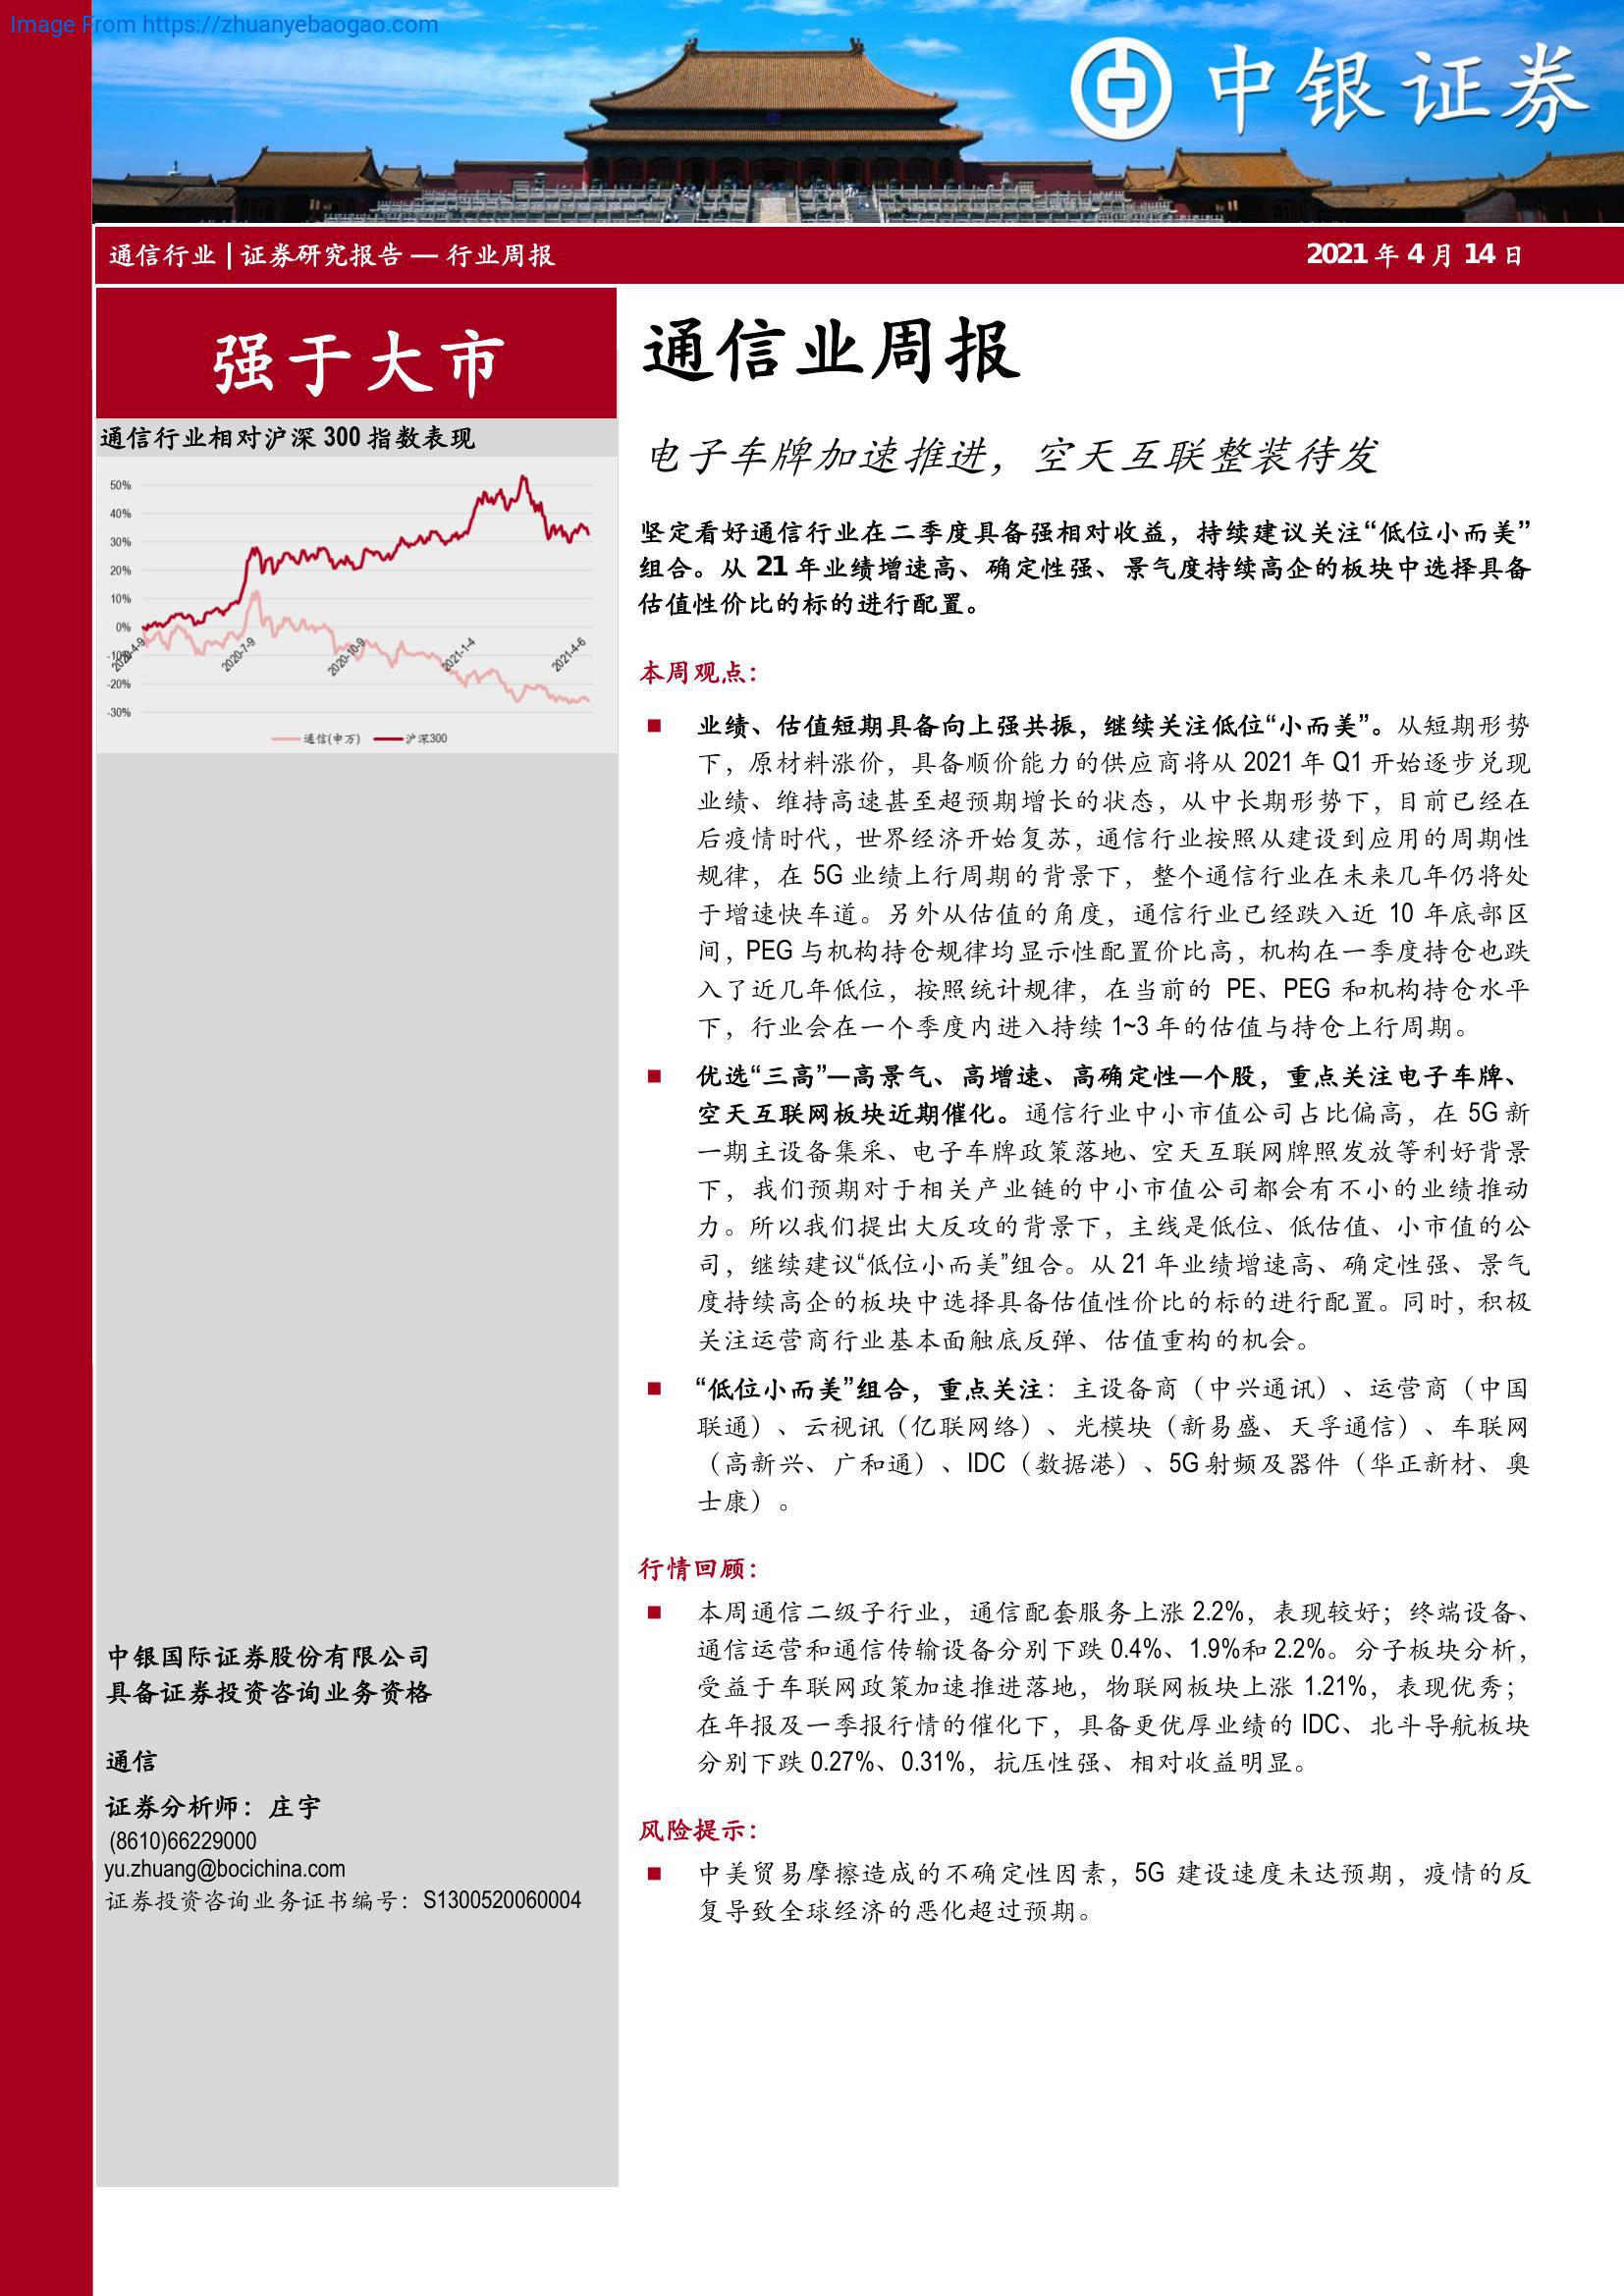 Image From https://zhuanyebaogao.com
中银证券
通信行业 | 证券研究报告 — 行业周报
2021 年 4 月 14 日
强于大市
通信行业相对沪深 300 指数表现
50%
40%
30%
20%
10%
0%
-10%
-20%
-30%
2020-4-9
2020-7-9
2020-10-9
2021-1-4
2021-4-6
通信(申万)
沪深300
中银国际证券股份有限公司
具备证券投资咨询业务资格
通信
证券分析师：庄宇
(8610)66229000
yu.zhuang@bocichina.com
证券投资咨询业务证书编号：S1300520060004
通信业周报
电子车牌加速推进，空天互联整装待发
坚定看好通信行业在二季度具备强相对收益，持续建议关注“低位小而美”
组合。从 21 年业绩增速高、确定性强、景气度持续高企的板块中选择具备
估值性价比的标的进行配置。
本周观点：
■ 业绩、估值短期具备向上强共振，继续关注低位“小而美”。从短期形势
下，原材料涨价，具备顺价能力的供应商将从 2021 年 Q1 开始逐步兑现
业绩、维持高速甚至超预期增长的状态，从中长期形势下，目前已经在
后疫情时代，世界经济开始复苏，通信行业按照从建设到应用的周期性
规律，在 5G 业绩上行周期的背景下，整个通信行业在未来几年仍将处
于增速快车道。另外从估值的角度，通信行业已经跌入近 10 年底部区
间，PEG 与机构持仓规律均显示性配置价比高，机构在一季度持仓也跌
入了近几年低位，按照统计规律，在当前的 PE、PEG 和机构持仓水平
下，行业会在一个季度内进入持续 1~3 年的估值与持仓上行周期。
■ 优选“三高”—高景气、高增速、高确定性—个股，重点关注电子车牌、
空天互联网板块近期催化。通信行业中小市值公司占比偏高，在 5G 新
一期主设备集采、电子车牌政策落地、空天互联网牌照发放等利好背景
下，我们预期对于相关产业链的中小市值公司都会有不小的业绩推动
力。所以我们提出大反攻的背景下，主线是低位、低估值、小市值的公
司，继续建议“低位小而美”组合。从 21 年业绩增速高、确定性强、景气
度持续高企的板块中选择具备估值性价比的标的进行配置。同时，积极
关注运营商行业基本面触底反弹、估值重构的机会。
■ “低位小而美”组合，重点关注：主设备商（中兴通讯）、运营商（中国
联通）、云视讯（亿联网络）、光模块（新易盛、天孚通信）、车联网
（高新兴、广和通）、IDC（数据港）、5G 射频及器件（华正新材、奥
士康）。
行情回顾：
■ 本周通信二级子行业，通信配套服务上涨 2.2%，表现较好；终端设备、
通信运营和通信传输设备分别下跌 0.4%、1.9%和 2.2%。分子板块分析，
受益于车联网政策加速推进落地，物联网板块上涨 1.21%，表现优秀；
在年报及一季报行情的催化下，具备更优厚业绩的 IDC、北斗导航板块
分别下跌 0.27%、0.31%，抗压性强、相对收益明显。
风险提示：
■ 中美贸易摩擦造成的不确定性因素，5G 建设速度未达预期，疫情的反
复导致全球经济的恶化超过预期。